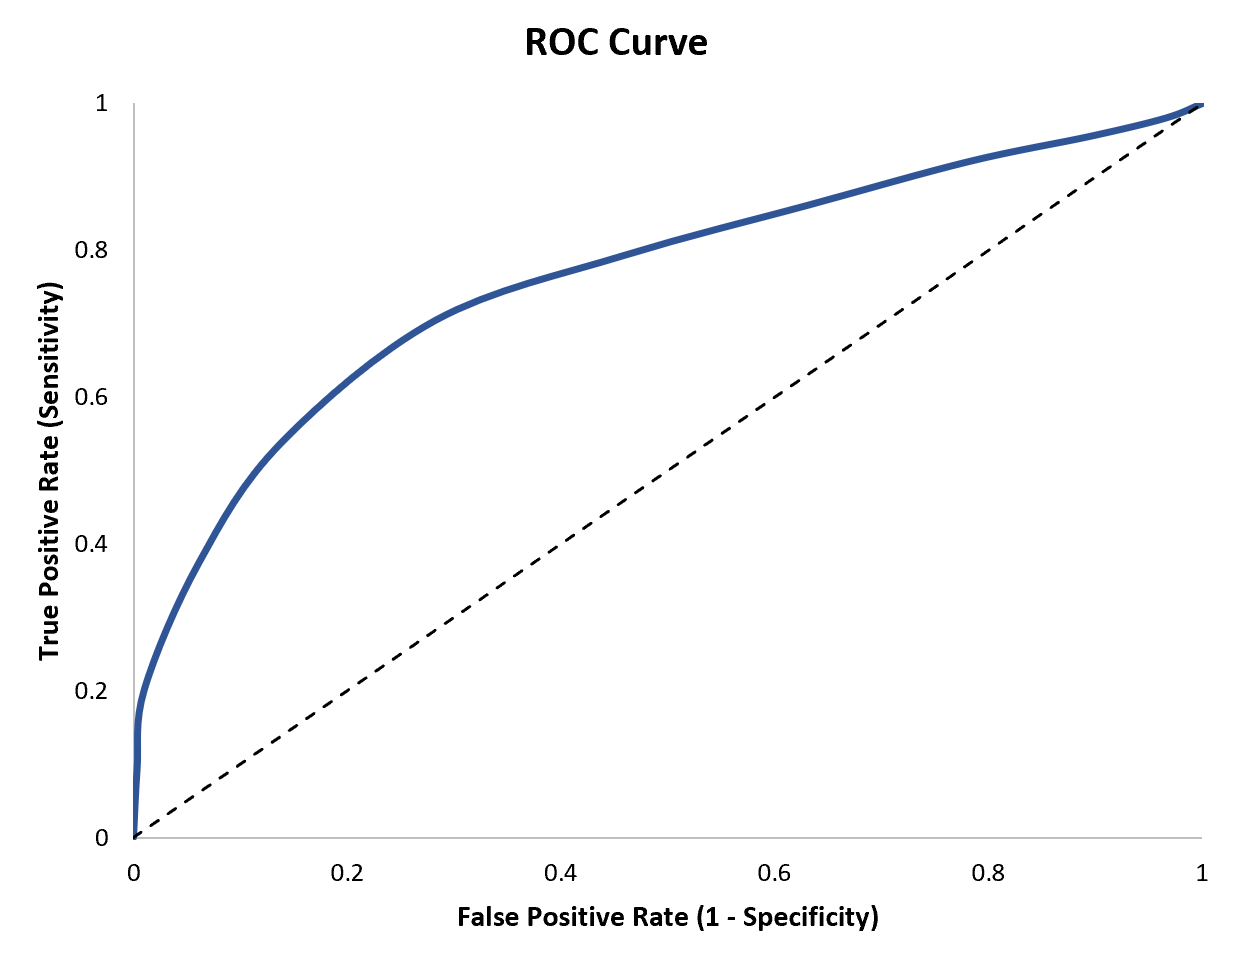 ROC Curve
1
0.8
0.6
0.4
0.2
0
True Positive Rate (Sensitivity)
0 0.2 0.4 0.6 0.8 1
False Positive Rate (1 - Specificity)